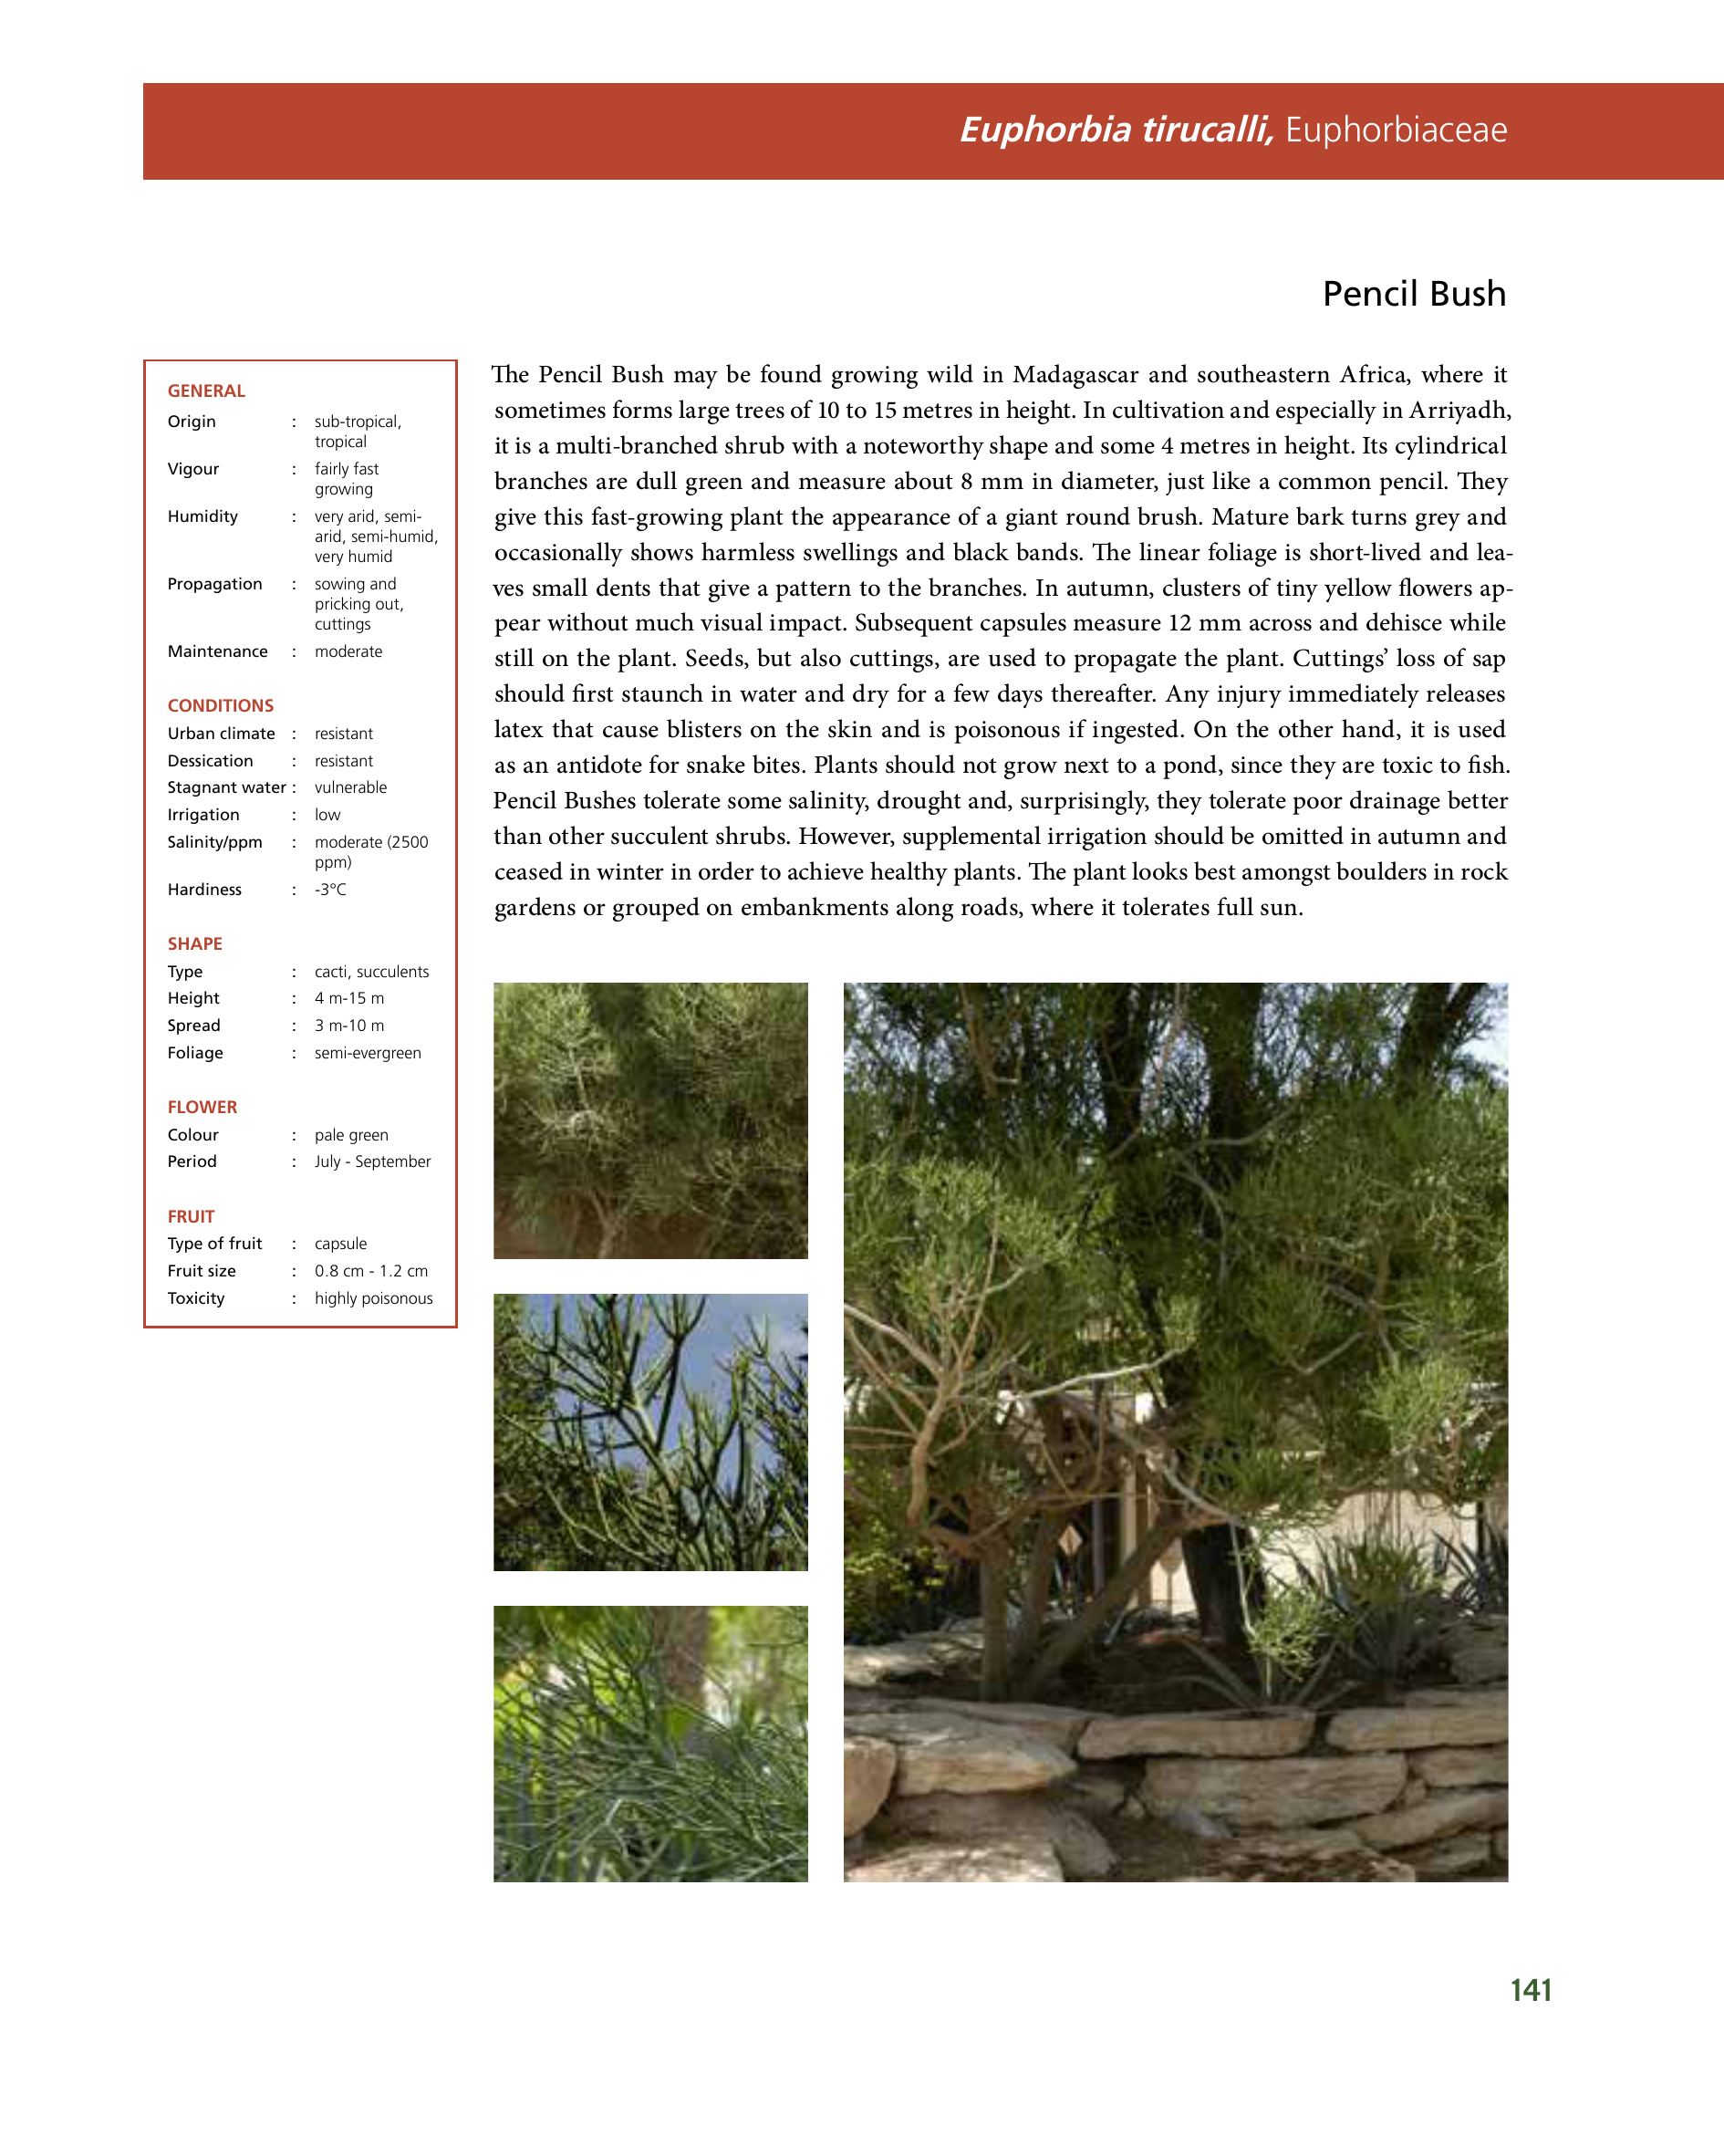 Euphorbia tirucalli, Euphorbiaceae
Pencil Bush
GENERAL
Origin : sub-tropical,
tropical
Vigour : fairly fast
growing
Humidity : very arid, semi-
arid, semi-humid,
very humid
Propagation : sowing and
pricking out,
cuttings
Maintenance : moderate
CONDITIONS
Urban climate : resistant
Dessication : resistant
Stagnant water : vulnerable
Irrigation : low
Salinity/ppm : moderate (2500
ppm)
Hardiness : -3°C
SHAPE
Type : cacti, succulents
Height : 4 m-15 m
Spread : 3 m-10 m
Foliage : semi-evergreen
FLOWER
Colour : pale green
Period : July - September
FRUIT
Type of fruit : capsule
Fruit size : 0.8 cm - 1.2 cm
Toxicity : highly poisonous
The Pencil Bush may be found growing wild in Madagascar and southeastern Africa, where it
sometimes forms large trees of 10 to 15 metres in height. In cultivation and especially in Arriyadh,
it is a multi-branched shrub with a noteworthy shape and some 4 metres in height. Its cylindrical
branches are dull green and measure about 8 mm in diameter, just like a common pencil. They
give this fast-growing plant the appearance of a giant round brush. Mature bark turns grey and
occasionally shows harmless swellings and black bands. The linear foliage is short-lived and lea-
ves small dents that give a pattern to the branches. In autumn, clusters of tiny yellow flowers ap-
pear without much visual impact. Subsequent capsules measure 12 mm across and dehisce while
still on the plant. Seeds, but also cuttings, are used to propagate the plant. Cuttings’ loss of sap
should first staunch in water and dry for a few days thereafter. Any injury immediately releases
latex that cause blisters on the skin and is poisonous if ingested. On the other hand, it is used
as an antidote for snake bites. Plants should not grow next to a pond, since they are toxic to fish.
Pencil Bushes tolerate some salinity, drought and, surprisingly, they tolerate poor drainage better
than other succulent shrubs. However, supplemental irrigation should be omitted in autumn and
ceased in winter in order to achieve healthy plants. The plant looks best amongst boulders in rock
gardens or grouped on embankments along roads, where it tolerates full sun.
141